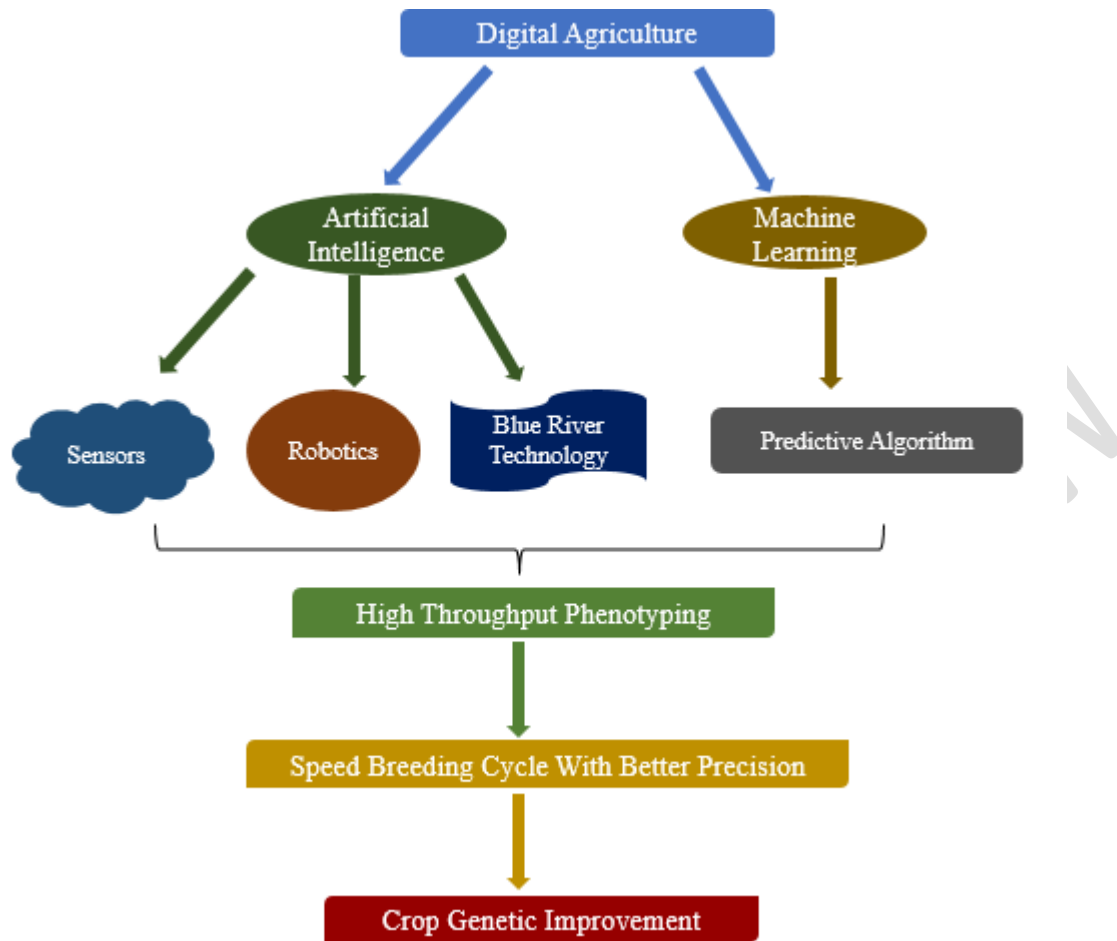 Digital Agriculture
Artificial
Intelligence
Machine
Learning
Sensors
Robotics
Blue River
Technology
Predictive Algorithm
High Throughput Phenotyping
Speed Breeding Cycle With Better Precision
Crop Genetic Improvement